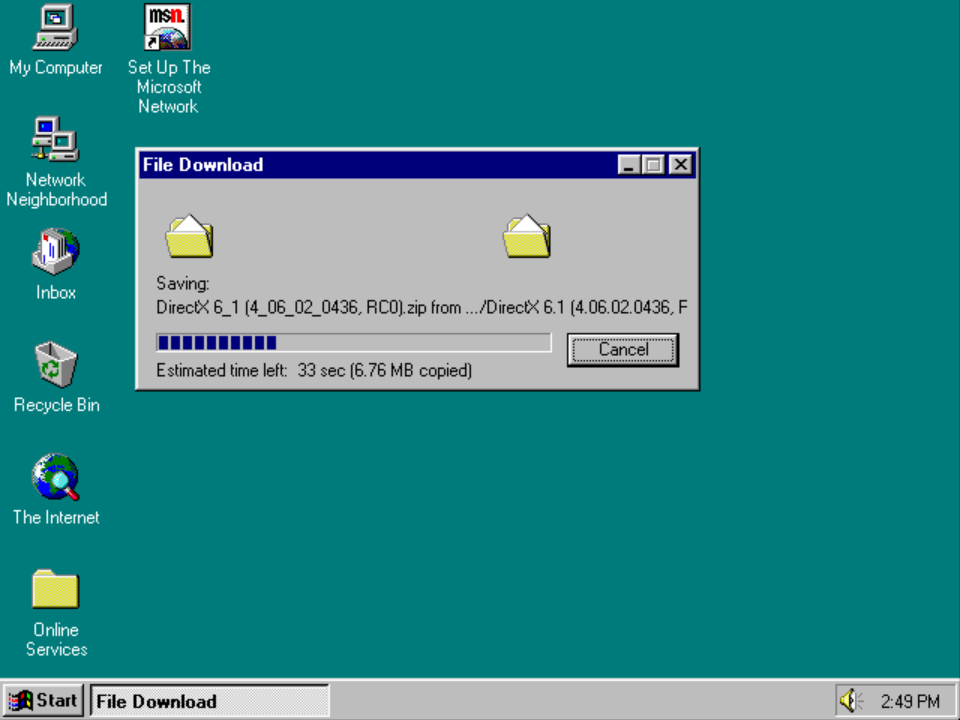 My Computer
msn.
Set Up The
Microsoft
Network
Network
Neighborhood
Inbox
Recycle Bin
The Internet
Online
Services
File Download
Saving:
DirectX 6_1 (4_06_02_0436, RC0).zip from .../DirectX 6.1 (4.06.02.0436, F
Cancel
Estimated time left: 33 sec (6.76 MB copied)
Start
File Download
2:49 PM